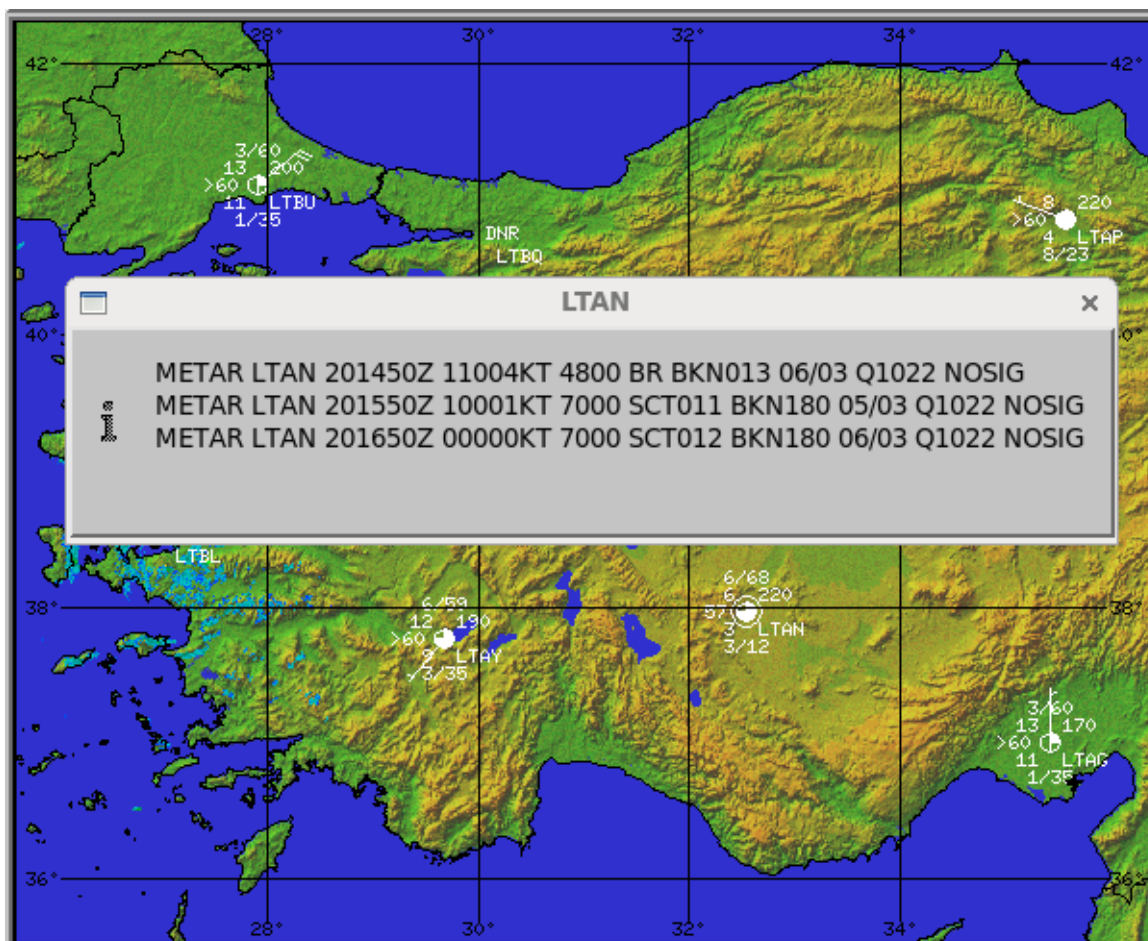 28° 30° 32° 34°
42° 42°
3/60
13 200
>60
11 LTBU
1/35
8 220
>60
4 LTAP
8/23
DNR
LTBQ
LTAN
40° 0°
METAR LTAN 201450Z 11004KT 4800 BR BKN013 06/03 Q1022 NOSIG
METAR LTAN 201550Z 10001KT 7000 SCT011 BKN180 05/03 Q1022 NOSIG
METAR LTAN 201650Z 00000KT 7000 SCT012 BKN180 06/03 Q1022 NOSIG
LTBL
38° 38°
6/59
12 190
>60
9 LTAY
3/35
6/68
6 220
57
3 LTAN
3/12
3/60
13 170
>60
11 LTAG
1/35
36° 36°
28° 30° 32° 34°